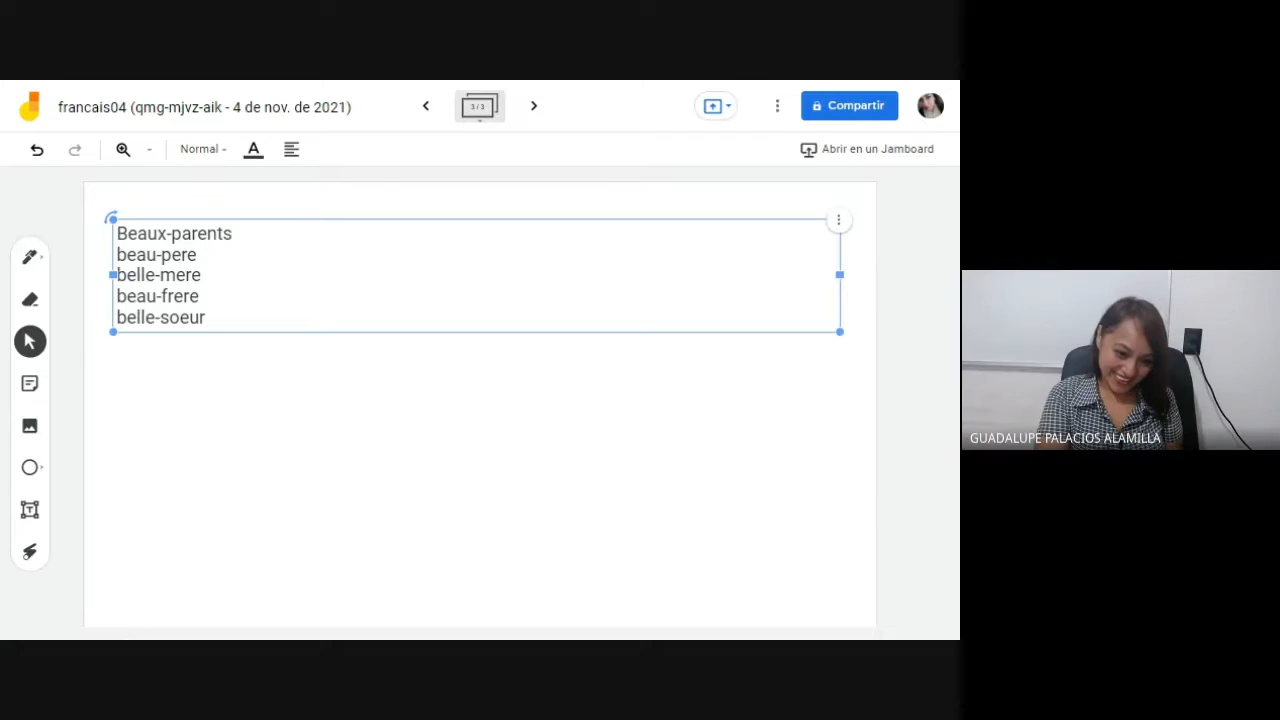 francais04 (qmg-mjvz-aik - 4 de nov. de 2021)
3 / 3
Compartir
Normal
A
Abrir en un Jamboard
Beaux-parents
beau-pere
belle-mere
beau-frere
belle-soeur
GUADALUPE PALACIOS ALAMILLA